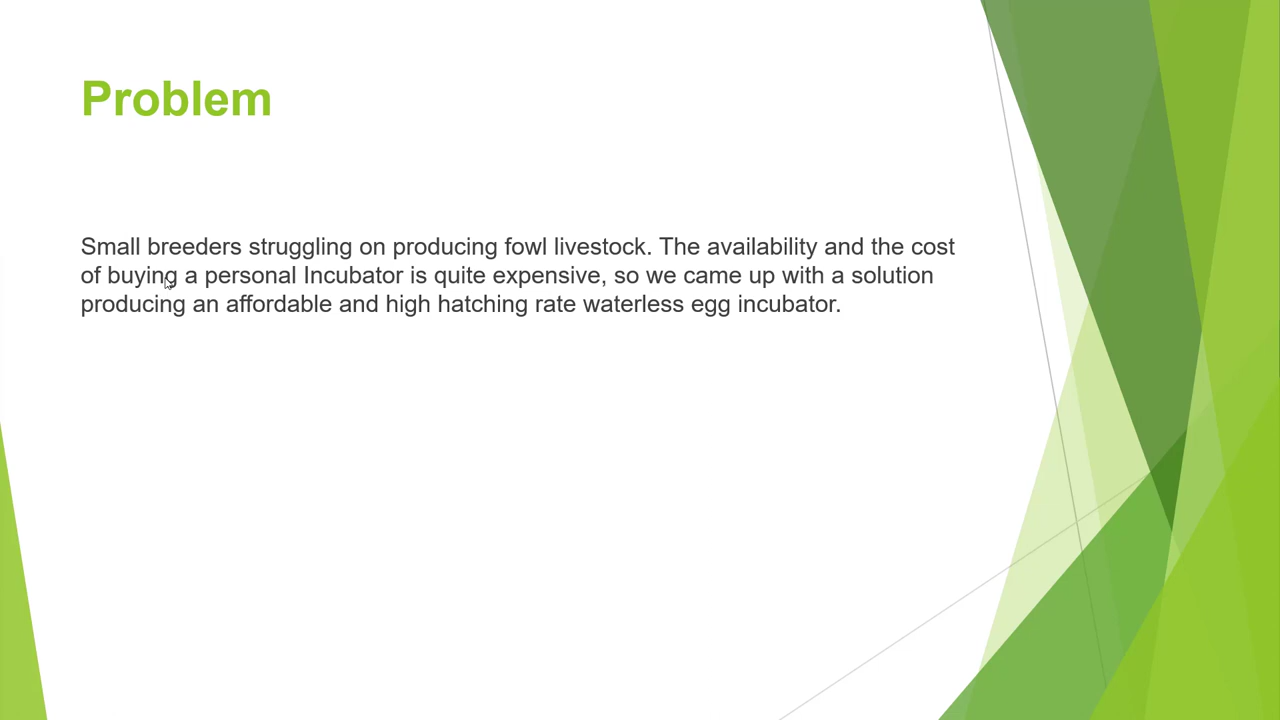 Problem
Small breeders struggling on producing fowl livestock. The availability and the cost
of buying a personal Incubator is quite expensive, so we came up with a solution
producing an affordable and high hatching rate waterless egg incubator.